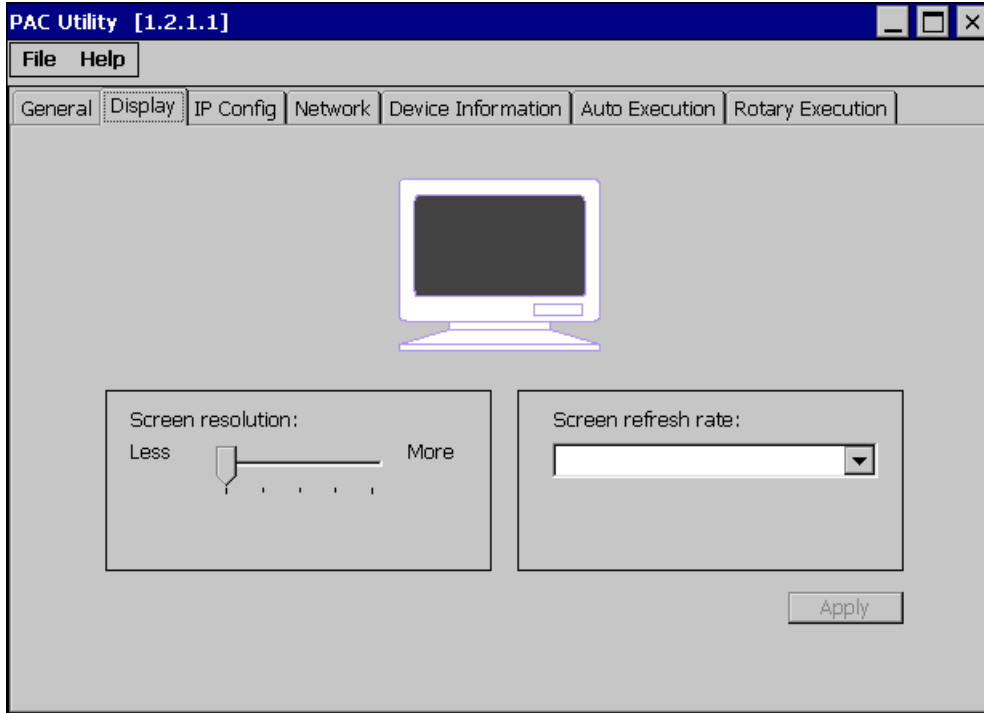 PAC Utility [1.2.1.1]
File Help
General Display IP Config Network Device Information Auto Execution Rotary Execution
Screen resolution:
Less More
Screen refresh rate:
Apply